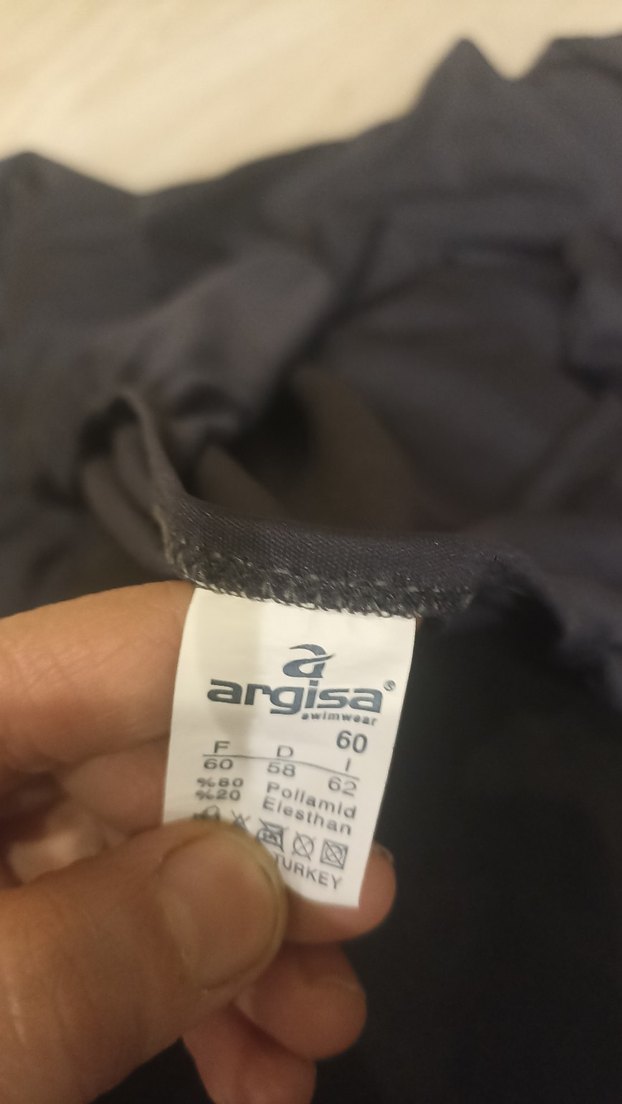 a
argisa®
swimwear
60
F D I
60 58 62
%80 Poliamid
%20 Elesthan
TURKEY